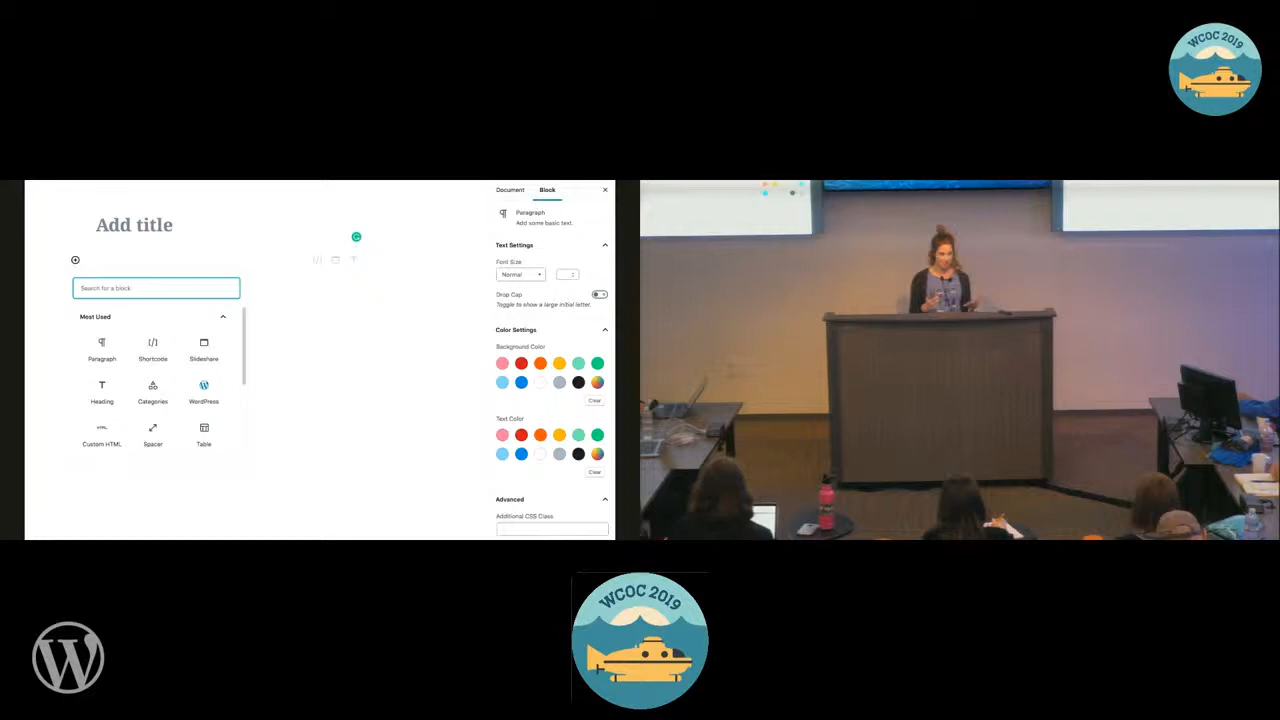 WCOC 2019
Document
Block
Add title
Paragraph
Add some basic text.
Text Settings
Font Size
Normal
Search for a block
Drop Cap
Toggle to show a large initial letter.
Most Used
Color Settings
Background Color
Paragraph
Shortcode
Slideshare
Heading
Categories
WordPress
Clear
Text Color
HTML
Custom HTML
Spacer
Table
Clear
Advanced
Additional CSS Class
WCOC 2019
W